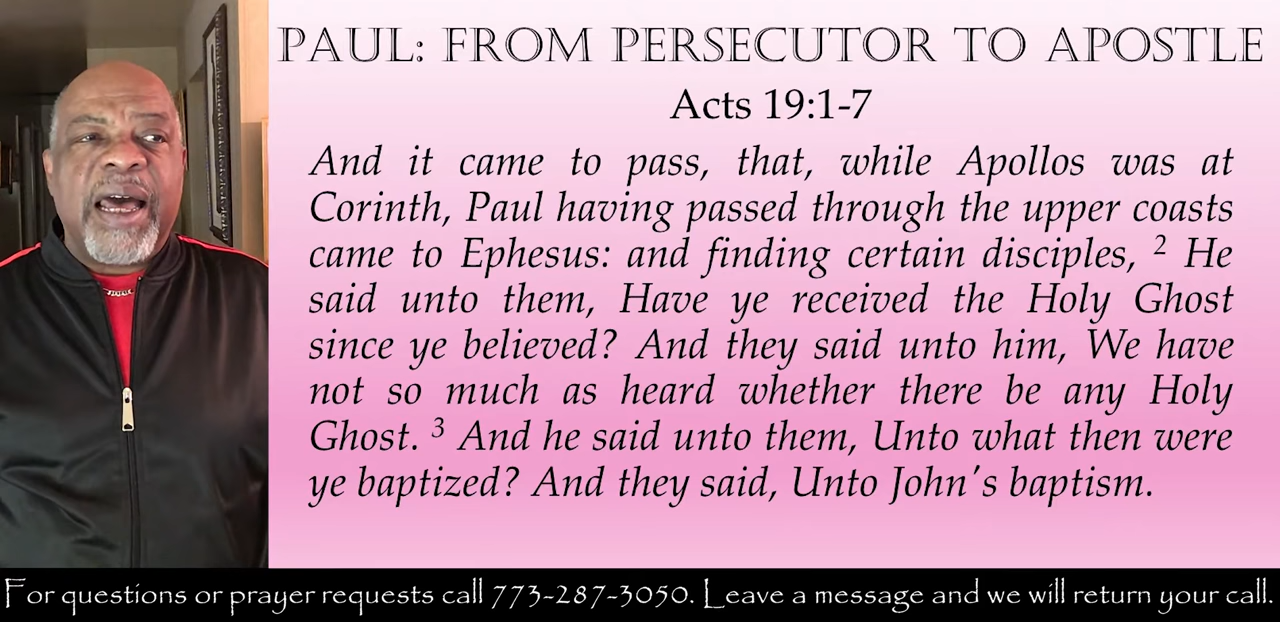 PAUL: FROM PERSECUTOR TO APOSTLE
Acts 19:1-7
And it came to pass, that, while Apollos was at
Corinth, Paul having passed through the upper coasts
came to Ephesus: and finding certain disciples, 2 He
said unto them, Have ye received the Holy Ghost
since ye believed? And they said unto him, We have
not so much as heard whether there be any Holy
Ghost. 3 And he said unto them, Unto what then were
ye baptized? And they said, Unto John's baptism.
For questions or prayer requests call 773-287-3050. Leave a message and we will return your call.